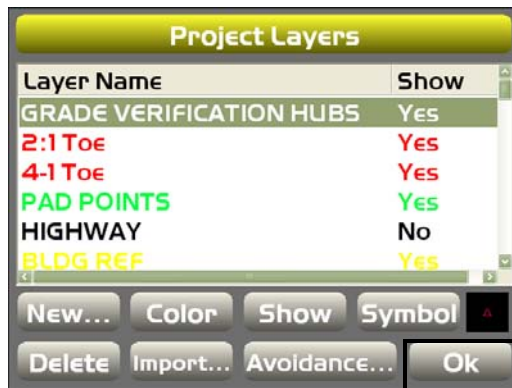 Project Layers
Layer Name Show
GRADE VERIFICATION HUBS Yes
2:1 Toe Yes
4-1 Toe Yes
PAD POINTS Yes
HIGHWAY No
BLDG REF Yes
New... Color Show Symbol
Delete Import... Avoidance... Ok